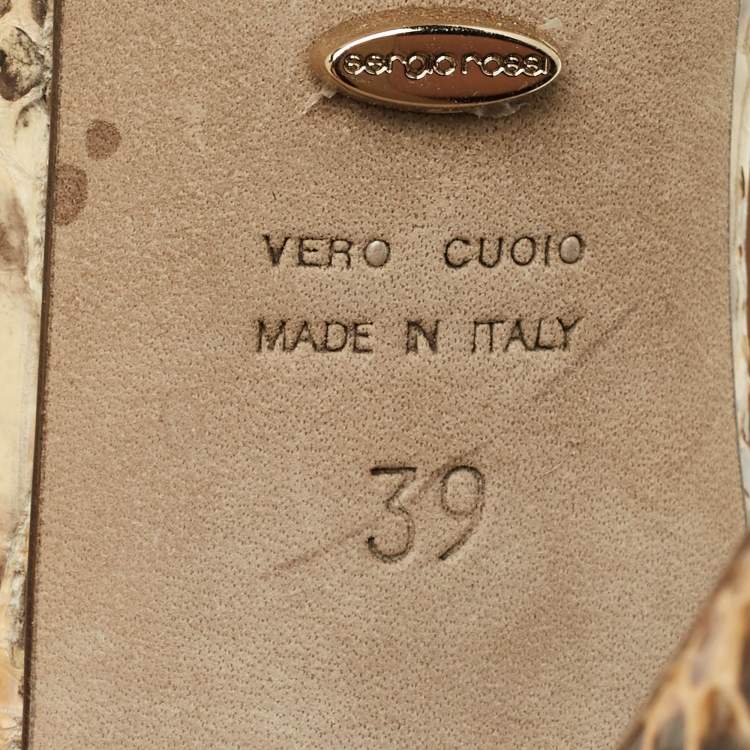 sergio rossi
VERO CUOIO
MADE IN ITALY
39